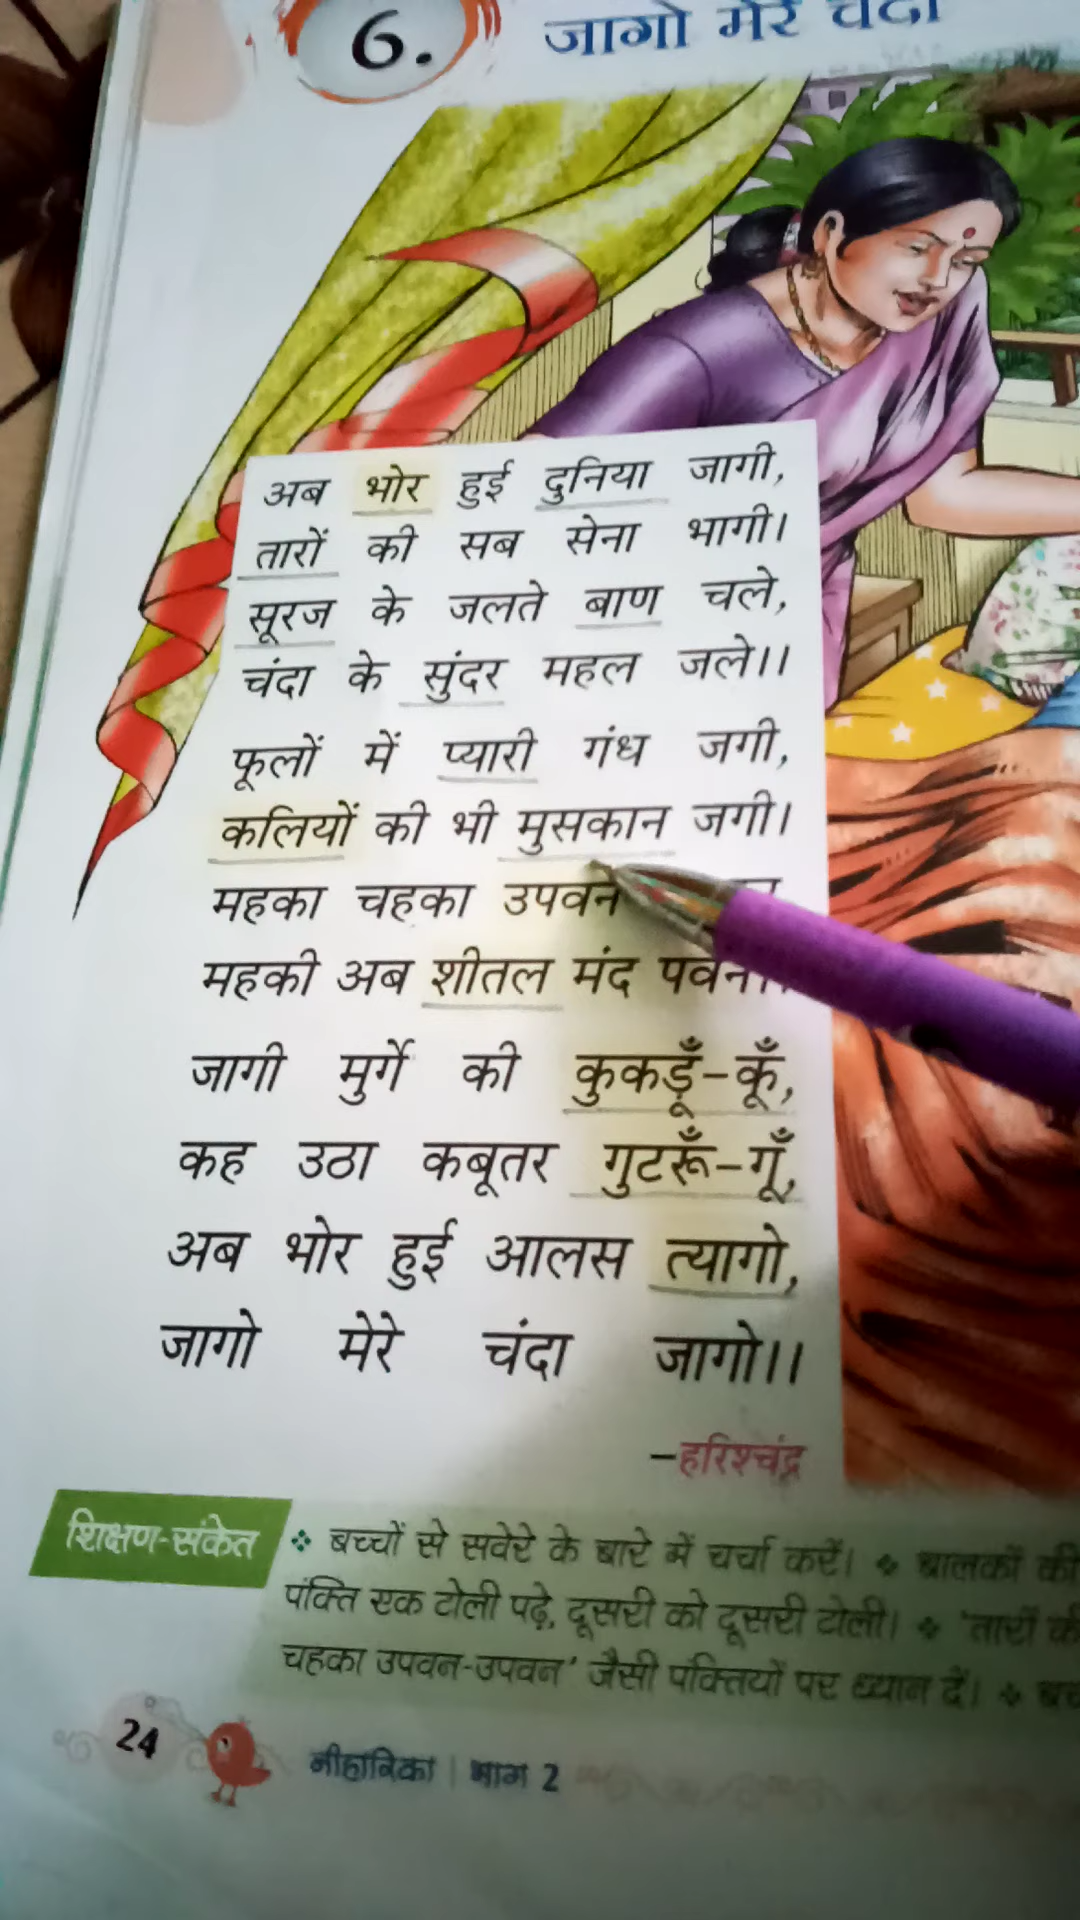 6.
जागो मेरे चंदा
अब भोर हुई दुनिया जागी,
तारों की सब सेना भागी।
सूरज के जलते बाण चले,
चंदा के सुंदर महल जले।।
फूलों में प्यारी गंध जगी,
कलियों की भी मुसकान जगी।
महका चहका उपवन
महकी अब शीतल मंद पवन।।
जागी मुर्गे की कुकड़ूँ-कूँ,
कह उठा कबूतर गुटरूँ-गूँ,
अब भोर हुई आलस त्यागो,
जागो मेरे चंदा जागो।।
–हरिश्चंद्र
शिक्षण-संकेत ❖ बच्चों से सवेरे के बारे में चर्चा करें। ❖ बालकों की
पंक्ति एक टोली पढ़े, दूसरी को दूसरी टोली। ❖ 'तारों की
चहका उपवन-उपवन' जैसी पंक्तियों पर ध्यान दें। ❖
24
नीहारिका | भाग 2